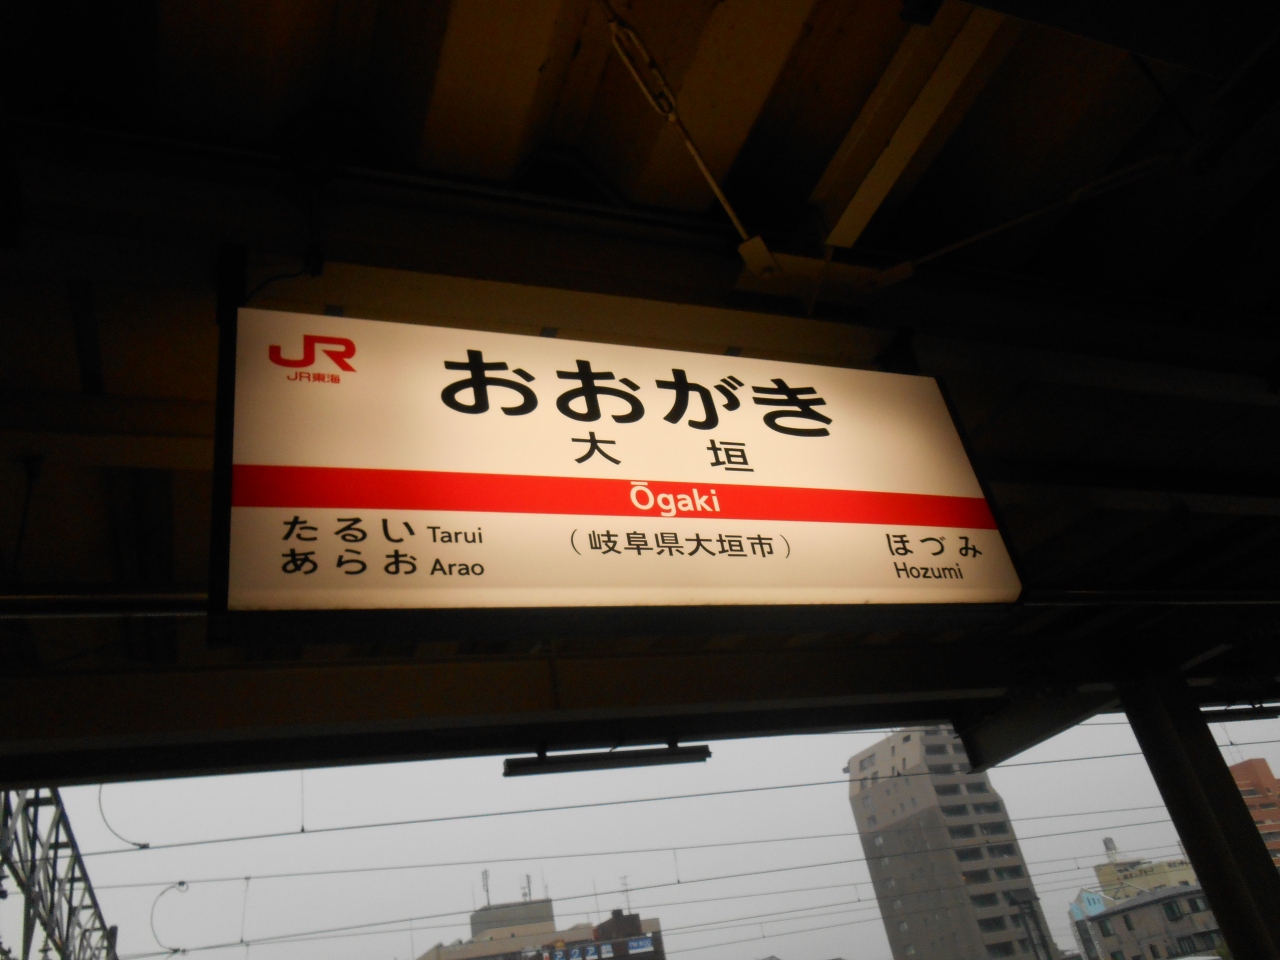 JR
JR東海
おおがき
大垣
Ōgaki
たるい Tarui
あらお Arao
(岐阜県大垣市)
ほづみ
Hozumi